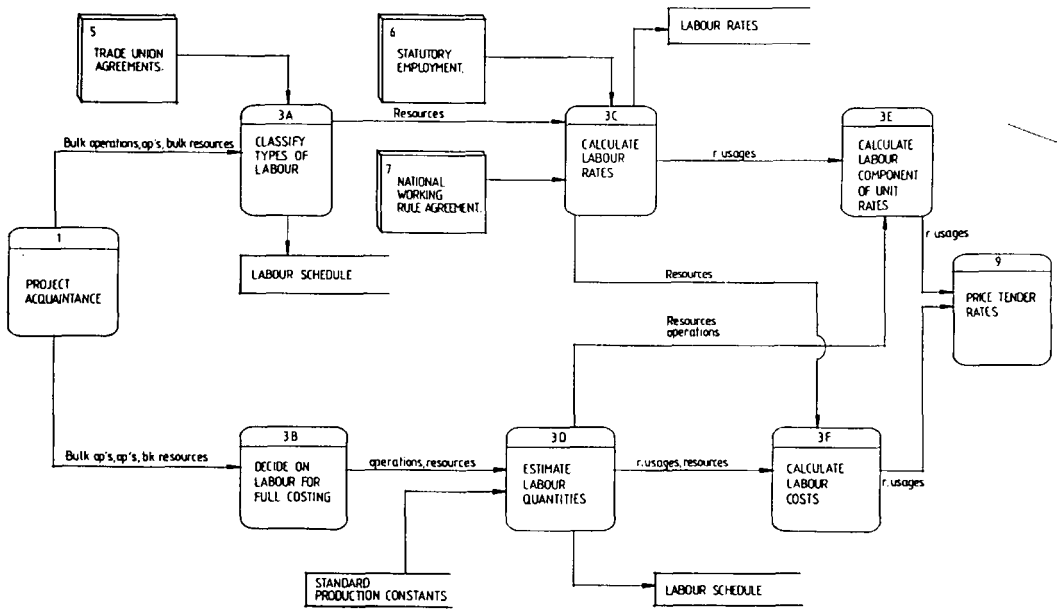 5
TRADE UNION
AGREEMENTS.
6
STATUTORY
EMPLOYMENT.
LABOUR RATES
3A
CLASSIFY
TYPES OF
LABOUR
Resources
3C
CALCULATE
LABOUR
RATES
3E
CALCULATE
LABOUR
COMPONENT
OF UNIT
RATES
Bulk operations,op's, bulk resources
r usages
7
NATIONAL
WORKING
RULE AGREEMENT.
1
PROJECT
ACQUAINTANCE
LABOUR SCHEDULE
r usages
9
PRICE TENDER
RATES
Resources
Resources
operations
3B
DECIDE ON
LABOUR FOR
FULL COSTING
Bulk op's,op's, bk resources
operations,resources
3D
ESTIMATE
LABOUR
QUANTITIES
r.usages,resources
3F
CALCULATE
LABOUR
COSTS
r.usages
STANDARD
PRODUCTION CONSTANTS
LABOUR SCHEDULE